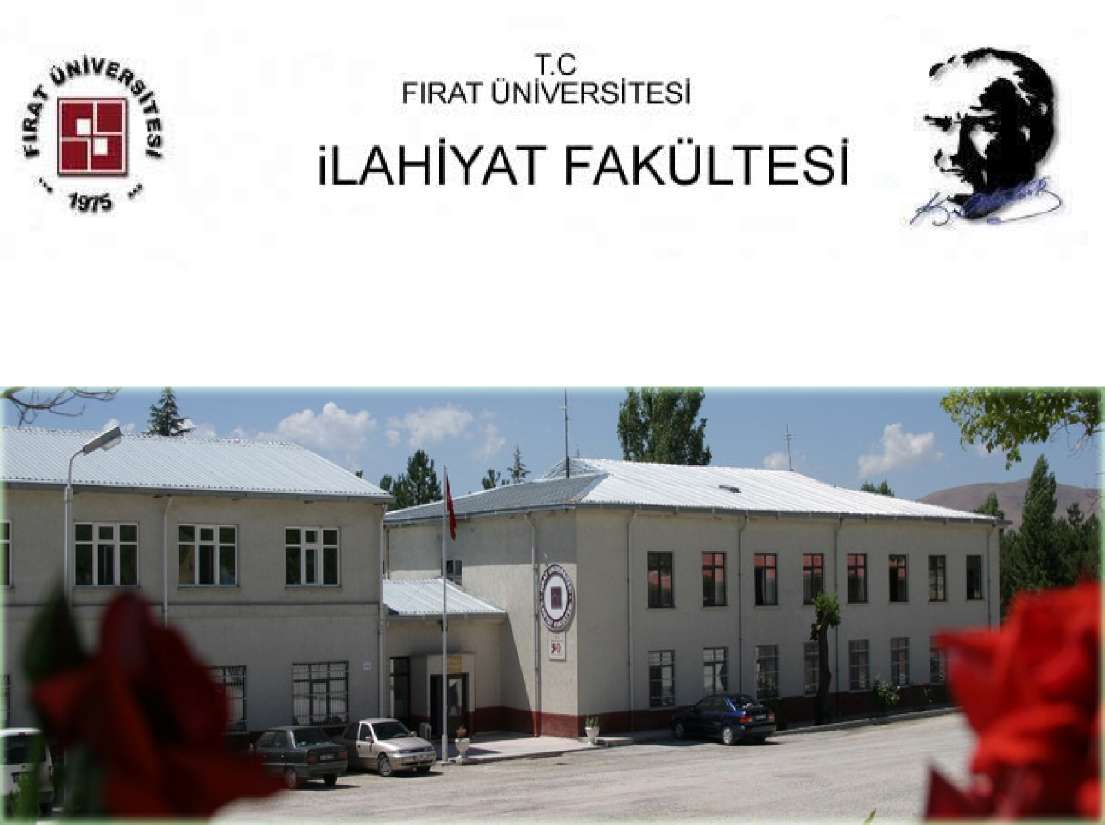 FIRAT ÜNİVERSİTESİ
1975
T.C
FIRAT ÜNİVERSİTESİ
iLAHİYAT FAKÜLTESİ